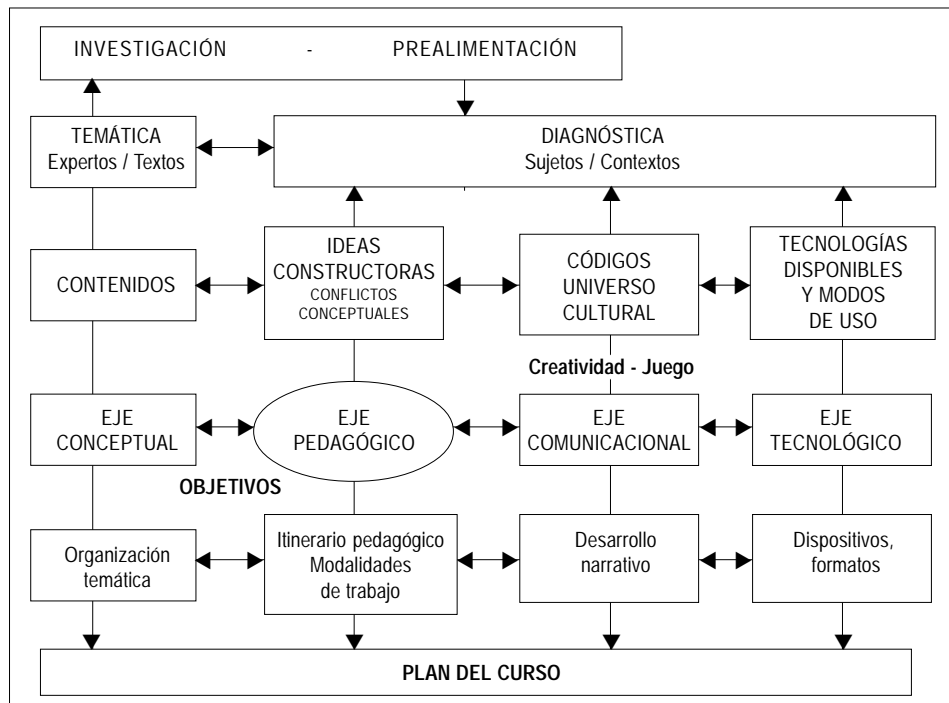 INVESTIGACIÓN - PREALIMENTACIÓN
TEMÁTICA
Expertos / Textos
DIAGNÓSTICA
Sujetos / Contextos
CONTENIDOS
IDEAS
CONSTRUCTORAS
CONFLICTOS
CONCEPTUALES
CÓDIGOS
UNIVERSO
CULTURAL
TECNOLOGÍAS
DISPONIBLES
Y MODOS
DE USO
Creatividad - Juego
EJE
CONCEPTUAL
EJE
PEDAGÓGICO
EJE
COMUNICACIONAL
EJE
TECNOLÓGICO
OBJETIVOS
Organización
temática
Itinerario pedagógico
Modalidades
de trabajo
Desarrollo
narrativo
Dispositivos,
formatos
PLAN DEL CURSO